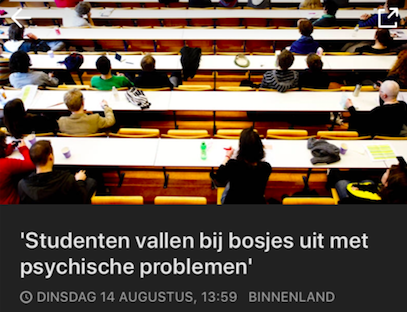 'Studenten vallen bij bosjes uit met
psychische problemen'
DINSDAG 14 AUGUSTUS, 13:59 BINNENLAND